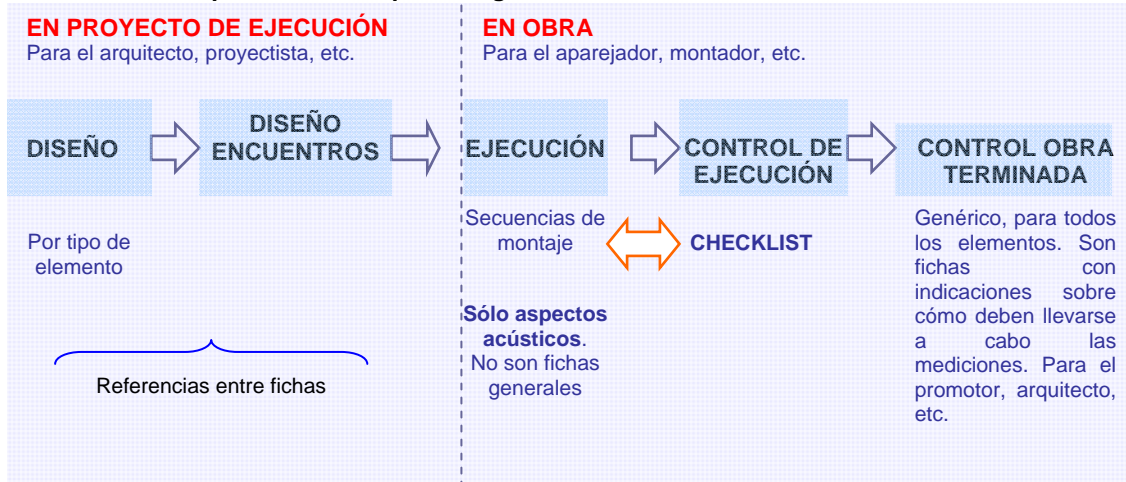 EN PROYECTO DE EJECUCIÓN
Para el arquitecto, proyectista, etc.
EN OBRA
Para el aparejador, montador, etc.
DISEÑO
DISEÑO
ENCUENTROS
EJECUCIÓN
CONTROL DE
EJECUCIÓN
CONTROL OBRA
TERMINADA
Por tipo de
elemento
Secuencias de
montaje
CHECKLIST
Genérico, para todos
los elementos. Son
fichas con
indicaciones sobre
cómo deben llevarse
a cabo las
mediciones. Para el
promotor, arquitecto,
etc.
Sólo aspectos
acústicos.
No son fichas
generales
Referencias entre fichas